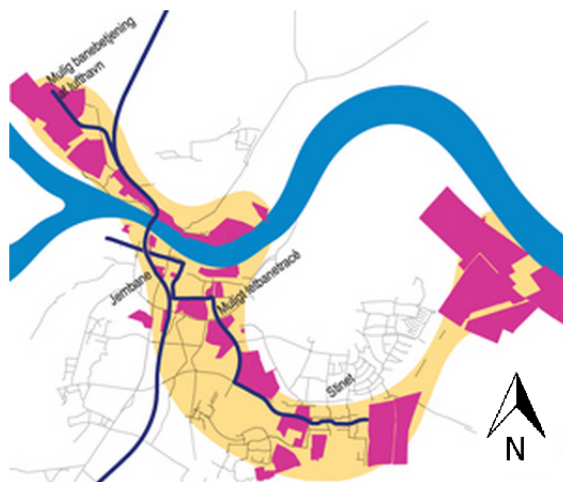 Mulig banebetjening
af lufthavn
Jernbane
Muligt letbanetracé
Stinet
N